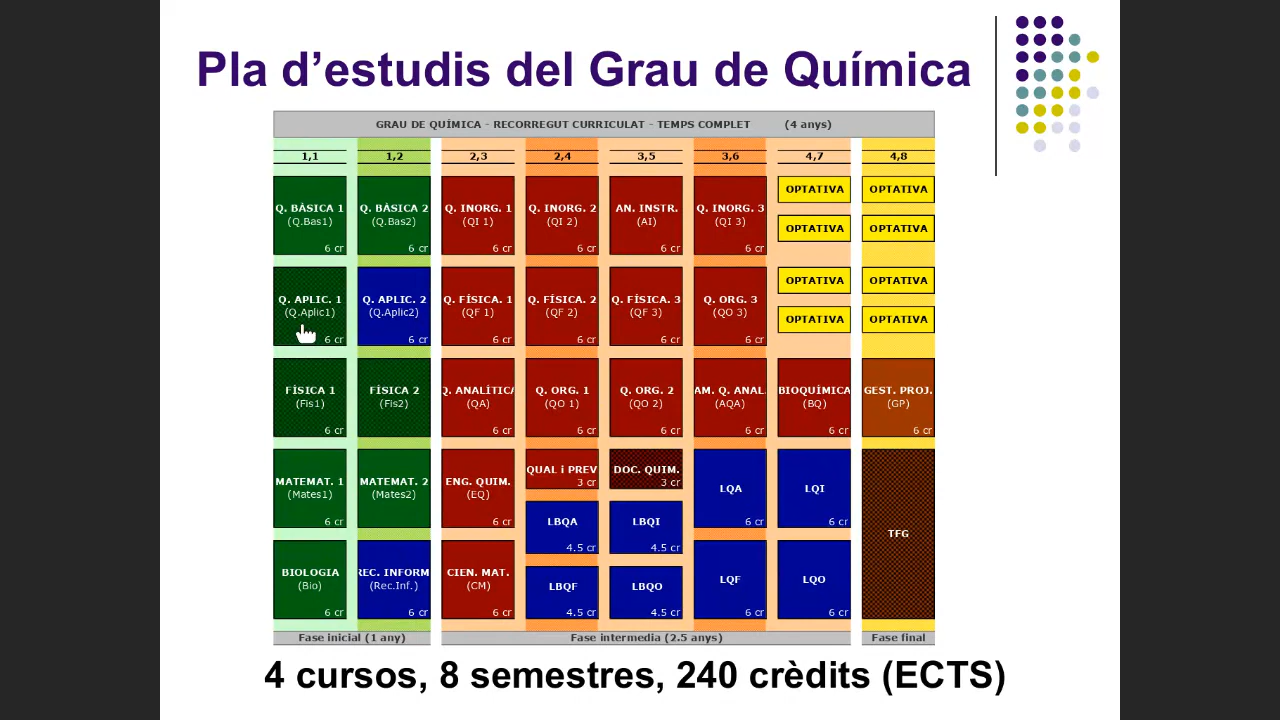 Pla d’estudis del Grau de Química
GRAU DE QUÍMICA - RECORREGUT CURRICULAT - TEMPS COMPLET (4 anys)
1,1 1,2 2,3 2,4 3,5 3,6 4,7 4,8
Q. BÀSICA 1 Q. BÀSICA 2 Q. INORG. 1 Q. INORG. 2 AN. INSTR. Q. INORG. 3 OPTATIVA OPTATIVA
(Q.Bas1) (Q.Bas2) (QI 1) (QI 2) (AI) (QI 3) OPTATIVA OPTATIVA
6 cr 6 cr 6 cr 6 cr 6 cr 6 cr
Q. APLIC. 1 Q. APLIC. 2 Q. FÍSICA. 1 Q. FÍSICA. 2 Q. FÍSICA. 3 Q. ORG. 3 OPTATIVA OPTATIVA
(Q.Aplic1) (Q.Aplic2) (QF 1) (QF 2) (QF 3) (QO 3) OPTATIVA OPTATIVA
6 cr 6 cr 6 cr 6 cr 6 cr 6 cr
FÍSICA 1 FÍSICA 2 Q. ANALÍTICA Q. ORG. 1 Q. ORG. 2 AM. Q. ANAL. BIOQUÍMICA GEST. PROJ.
(Fis1) (Fis2) (QA) (QO 1) (QO 2) (AQA) (BQ) (GP)
6 cr 6 cr 6 cr 6 cr 6 cr 6 cr 6 cr 6 cr
MATEMAT. 1 MATEMAT. 2 ENG. QUIM. QUAL i PREV DOC. QUIM. LQA LQI TFG
(Mates1) (Mates2) (EQ) 3 cr 3 cr
6 cr 6 cr 6 cr LBQA LBQI 6 cr 6 cr
4.5 cr 4.5 cr
BIOLOGIA REC. INFORM CIEN. MAT. LBQF LBQO LQF LQO
(Bio) (Rec.Inf.) (CM)
6 cr 6 cr 6 cr 4.5 cr 4.5 cr 6 cr 6 cr
Fase inicial (1 any) Fase intermedia (2.5 anys) Fase final
4 cursos, 8 semestres, 240 crèdits (ECTS)